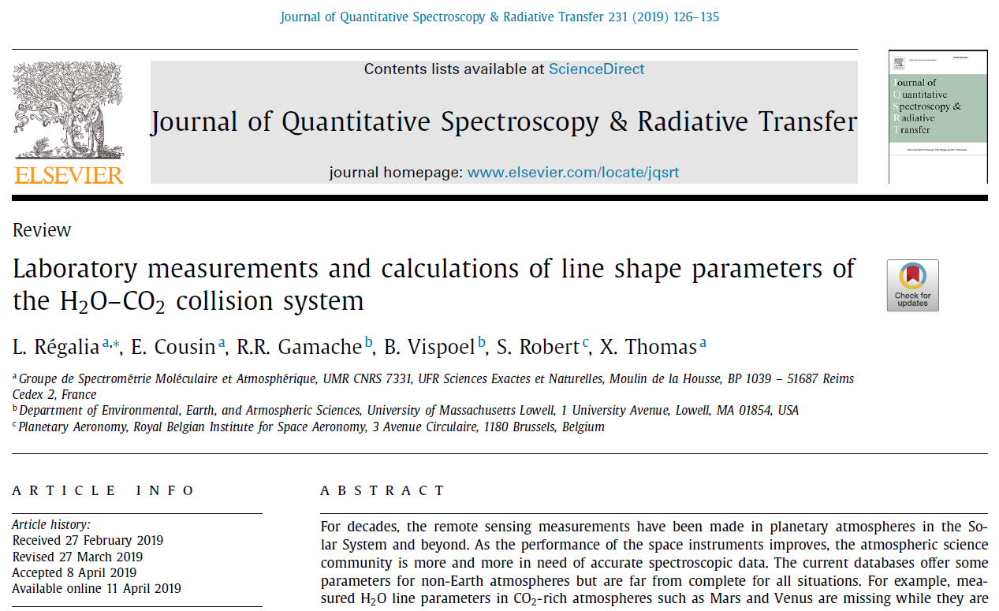 Journal of Quantitative Spectroscopy & Radiative Transfer 231 (2019) 126–135
Contents lists available at ScienceDirect
Journal of Quantitative Spectroscopy & Radiative Transfer
journal homepage: www.elsevier.com/locate/jqsrt
ELSEVIER
Journal of
Quantitative
Spectroscopy &
Radiative
Transfer
Review
Laboratory measurements and calculations of line shape parameters of
the H₂O–CO₂ collision system
Check for
updates
L. Régalia a,*, E. Cousin a, R.R. Gamache b, B. Vispoel b, S. Robert c, X. Thomas a
a Groupe de Spectrométrie Moléculaire et Atmosphérique, UMR CNRS 7331, UFR Sciences Exactes et Naturelles, Moulin de la Housse, BP 1039 – 51687 Reims
Cedex 2, France
b Department of Environmental, Earth, and Atmospheric Sciences, University of Massachusetts Lowell, 1 University Avenue, Lowell, MA 01854, USA
c Planetary Aeronomy, Royal Belgian Institute for Space Aeronomy, 3 Avenue Circulaire, 1180 Brussels, Belgium
ARTICLE INFO
Article history:
Received 27 February 2019
Revised 27 March 2019
Accepted 8 April 2019
Available online 11 April 2019
ABSTRACT
For decades, the remote sensing measurements have been made in planetary atmospheres in the So-
lar System and beyond. As the performance of the space instruments improves, the atmospheric science
community is more and more in need of accurate spectroscopic data. The current databases offer some
parameters for non-Earth atmospheres but are far from complete for all situations. For example, mea-
sured H₂O line parameters in CO₂-rich atmospheres such as Mars and Venus are missing while they are